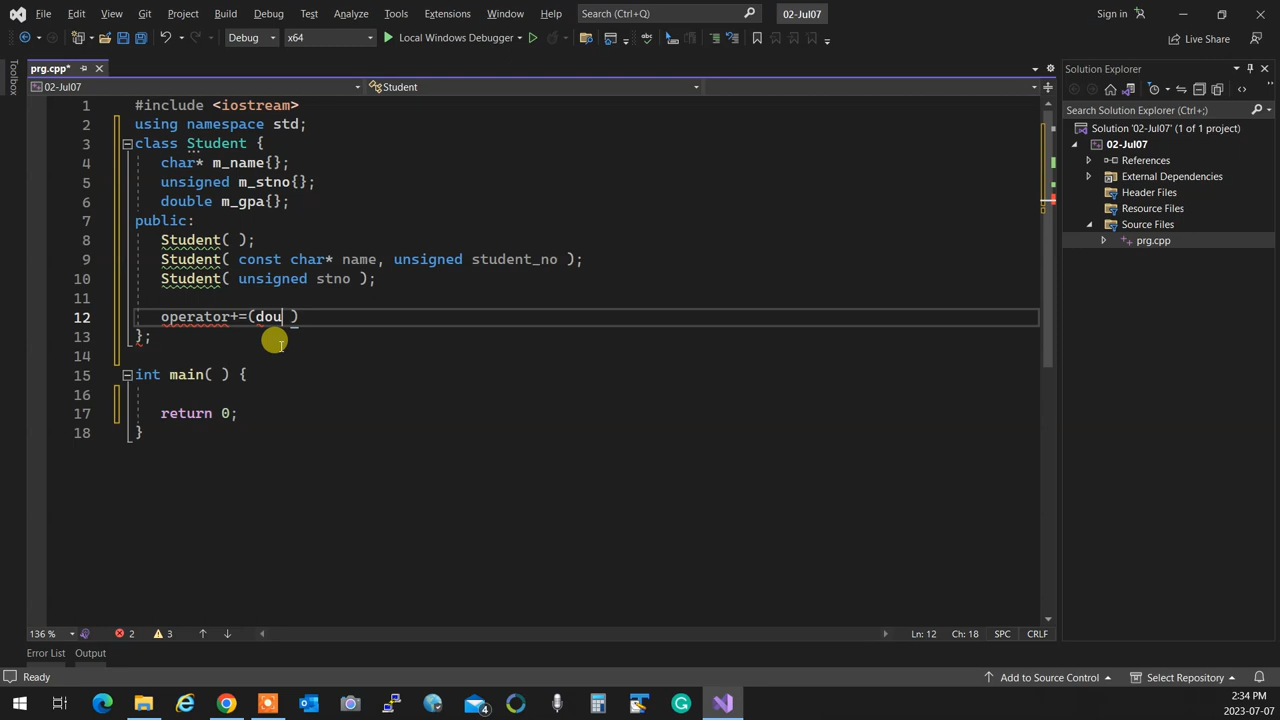 File Edit View Git Project Build Debug Test Analyze Tools Extensions Window Help Search (Ctrl+Q) 02-Jul07 Sign in
Debug x64 Local Windows Debugger Live Share
Toolbox
prg.cpp*
02-Jul07 Student
1 #include <iostream>
2 using namespace std;
3 class Student {
4 char* m_name{};
5 unsigned m_stno{};
6 double m_gpa{};
7 public:
8 Student( );
9 Student( const char* name, unsigned student_no );
10 Student( unsigned stno );
11
12 operator+=(dou )
13 };
14
15 int main( ) {
16
17 return 0;
18 }
Solution Explorer
Search Solution Explorer (Ctrl+;)
Solution '02-Jul07' (1 of 1 project)
02-Jul07
References
External Dependencies
Header Files
Resource Files
Source Files
prg.cpp
136 % 2 3 Ln: 12 Ch: 18 SPC CRLF
Error List Output
Ready Add to Source Control Select Repository
4
2:34 PM
2023-07-07